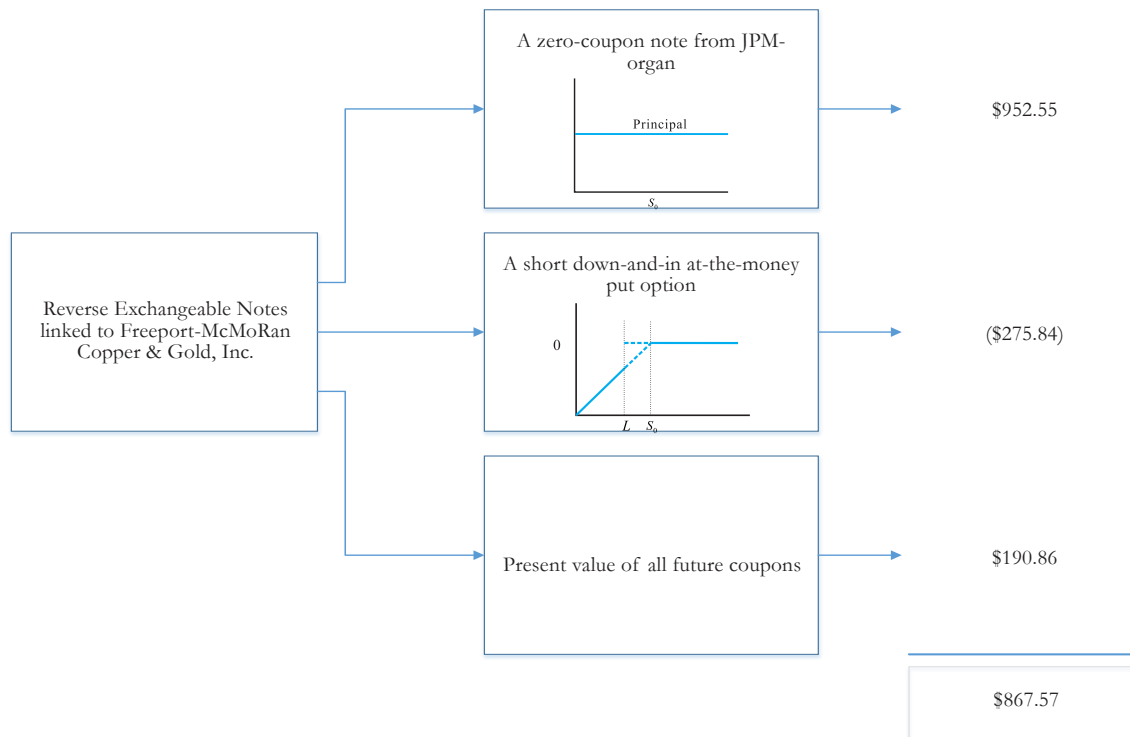 A zero-coupon note from JPM-
organ
Principal
S₀
$952.55
Reverse Exchangeable Notes
linked to Freeport-McMoRan
Copper & Gold, Inc.
A short down-and-in at-the-money
put option
0
L S₀
($275.84)
Present value of all future coupons
$190.86
$867.57